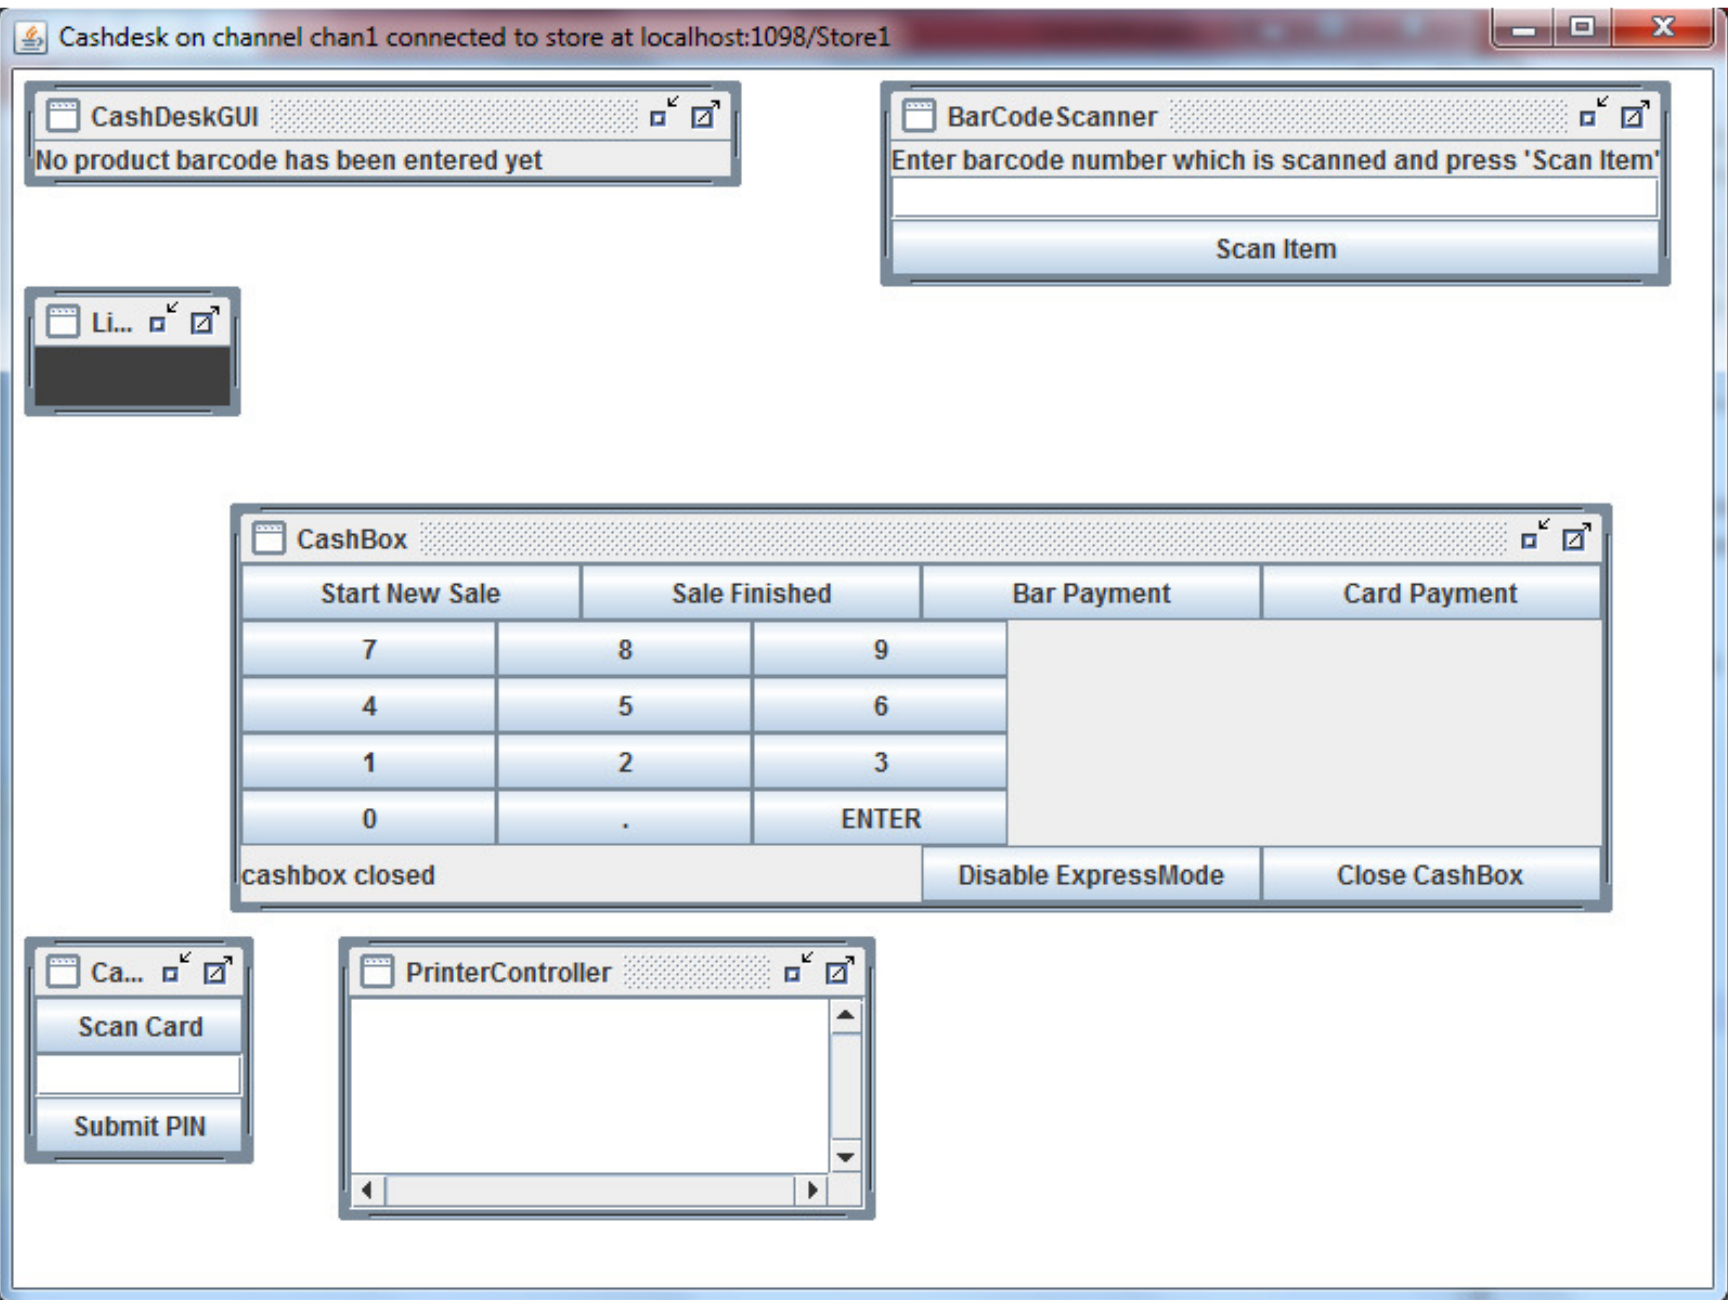 Cashdesk on channel chan1 connected to store at localhost:1098/Store1
CashDeskGUI
No product barcode has been entered yet
BarCodeScanner
Enter barcode number which is scanned and press 'Scan Item'
Scan Item
Li...
CashBox
Start New Sale Sale Finished Bar Payment Card Payment
7 8 9
4 5 6
1 2 3
0 . ENTER
cashbox closed Disable ExpressMode Close CashBox
Ca...
Scan Card
Submit PIN
PrinterController